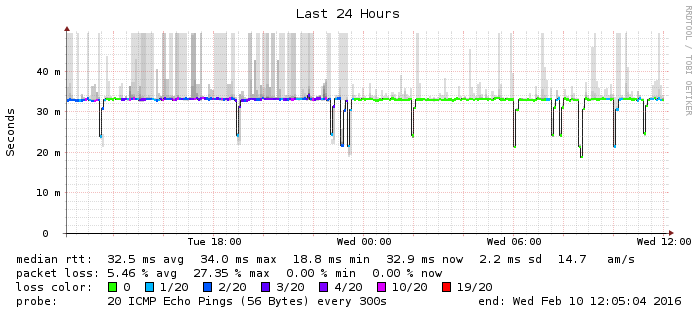 Last 24 Hours
RRDTOOL / TOBI OETIKER
Seconds
40 m
30 m
20 m
10 m
0
Tue 18:00 Wed 00:00 Wed 06:00 Wed 12:00
median rtt: 32.5 ms avg 34.0 ms max 18.8 ms min 32.9 ms now 2.2 ms sd 14.7 am/s
packet loss: 5.46 % avg 27.35 % max 0.00 % min 0.00 % now
loss color: 0 1/20 2/20 3/20 4/20 10/20 19/20
probe: 20 ICMP Echo Pings (56 Bytes) every 300s end: Wed Feb 10 12:05:04 2016